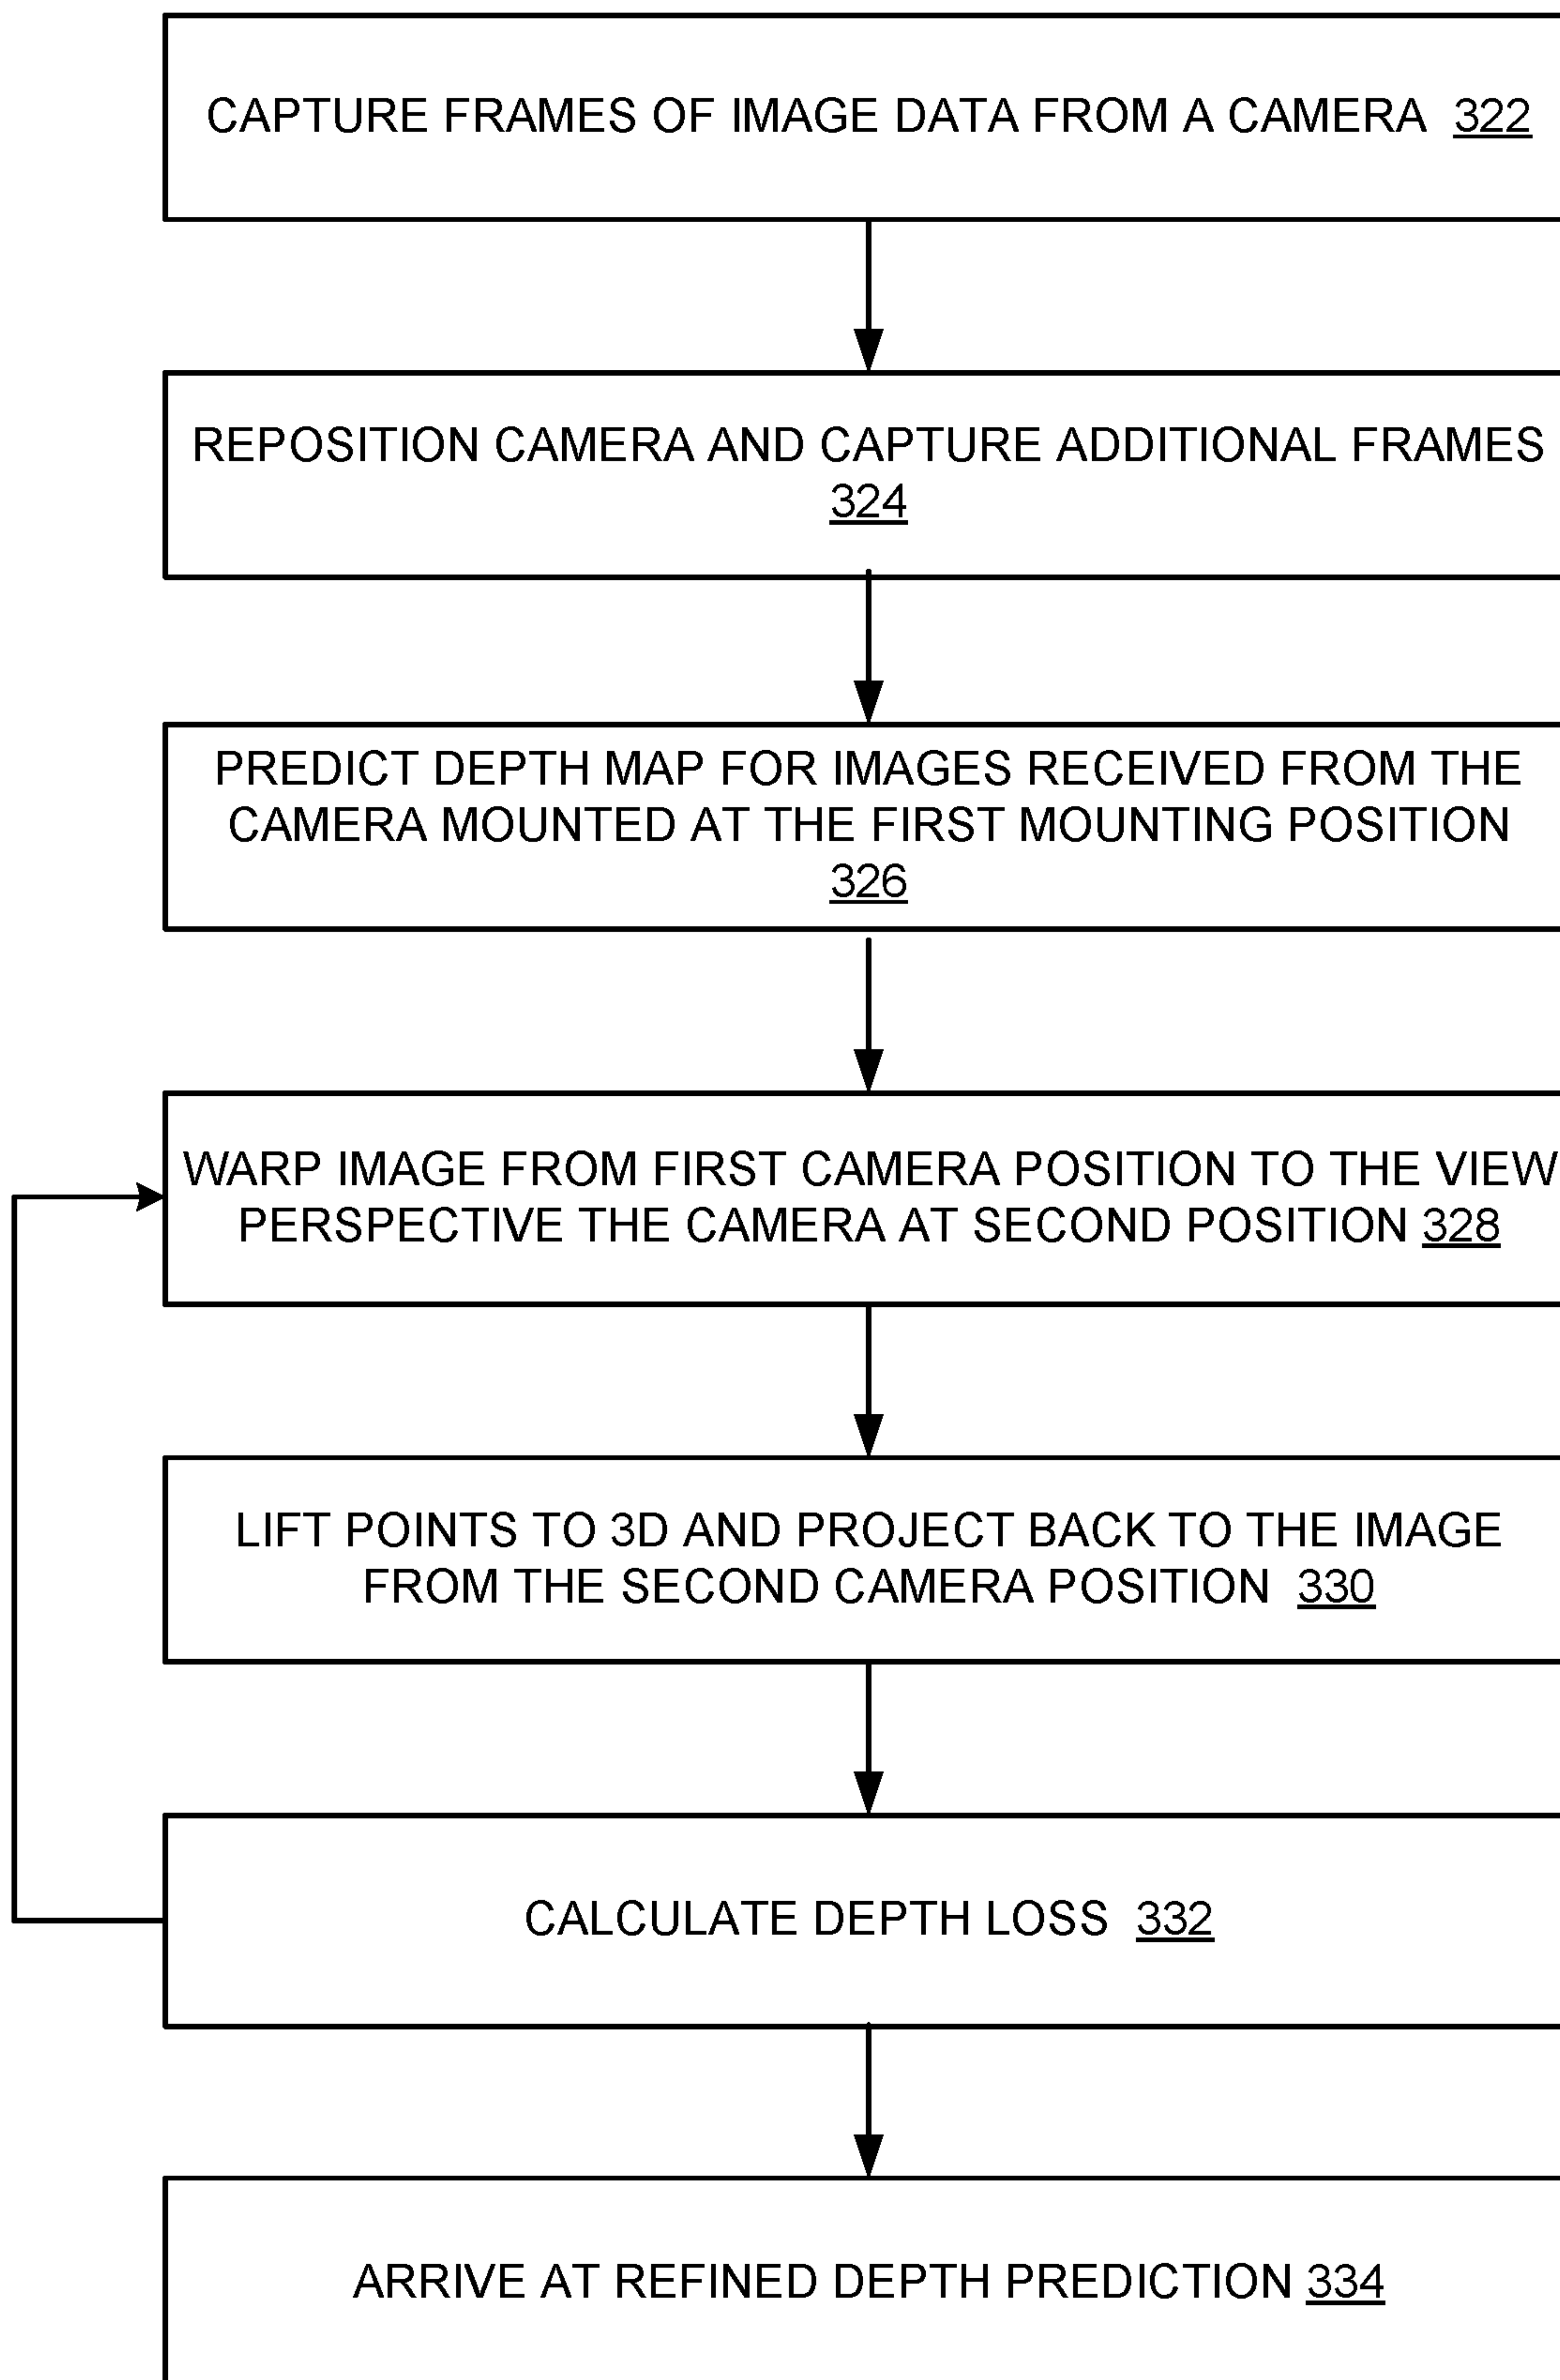 CAPTURE FRAMES OF IMAGE DATA FROM A CAMERA 322
REPOSITION CAMERA AND CAPTURE ADDITIONAL FRAMES
324
PREDICT DEPTH MAP FOR IMAGES RECEIVED FROM THE
CAMERA MOUNTED AT THE FIRST MOUNTING POSITION
326
WARP IMAGE FROM FIRST CAMERA POSITION TO THE VIEW
PERSPECTIVE THE CAMERA AT SECOND POSITION 328
LIFT POINTS TO 3D AND PROJECT BACK TO THE IMAGE
FROM THE SECOND CAMERA POSITION 330
CALCULATE DEPTH LOSS 332
ARRIVE AT REFINED DEPTH PREDICTION 334